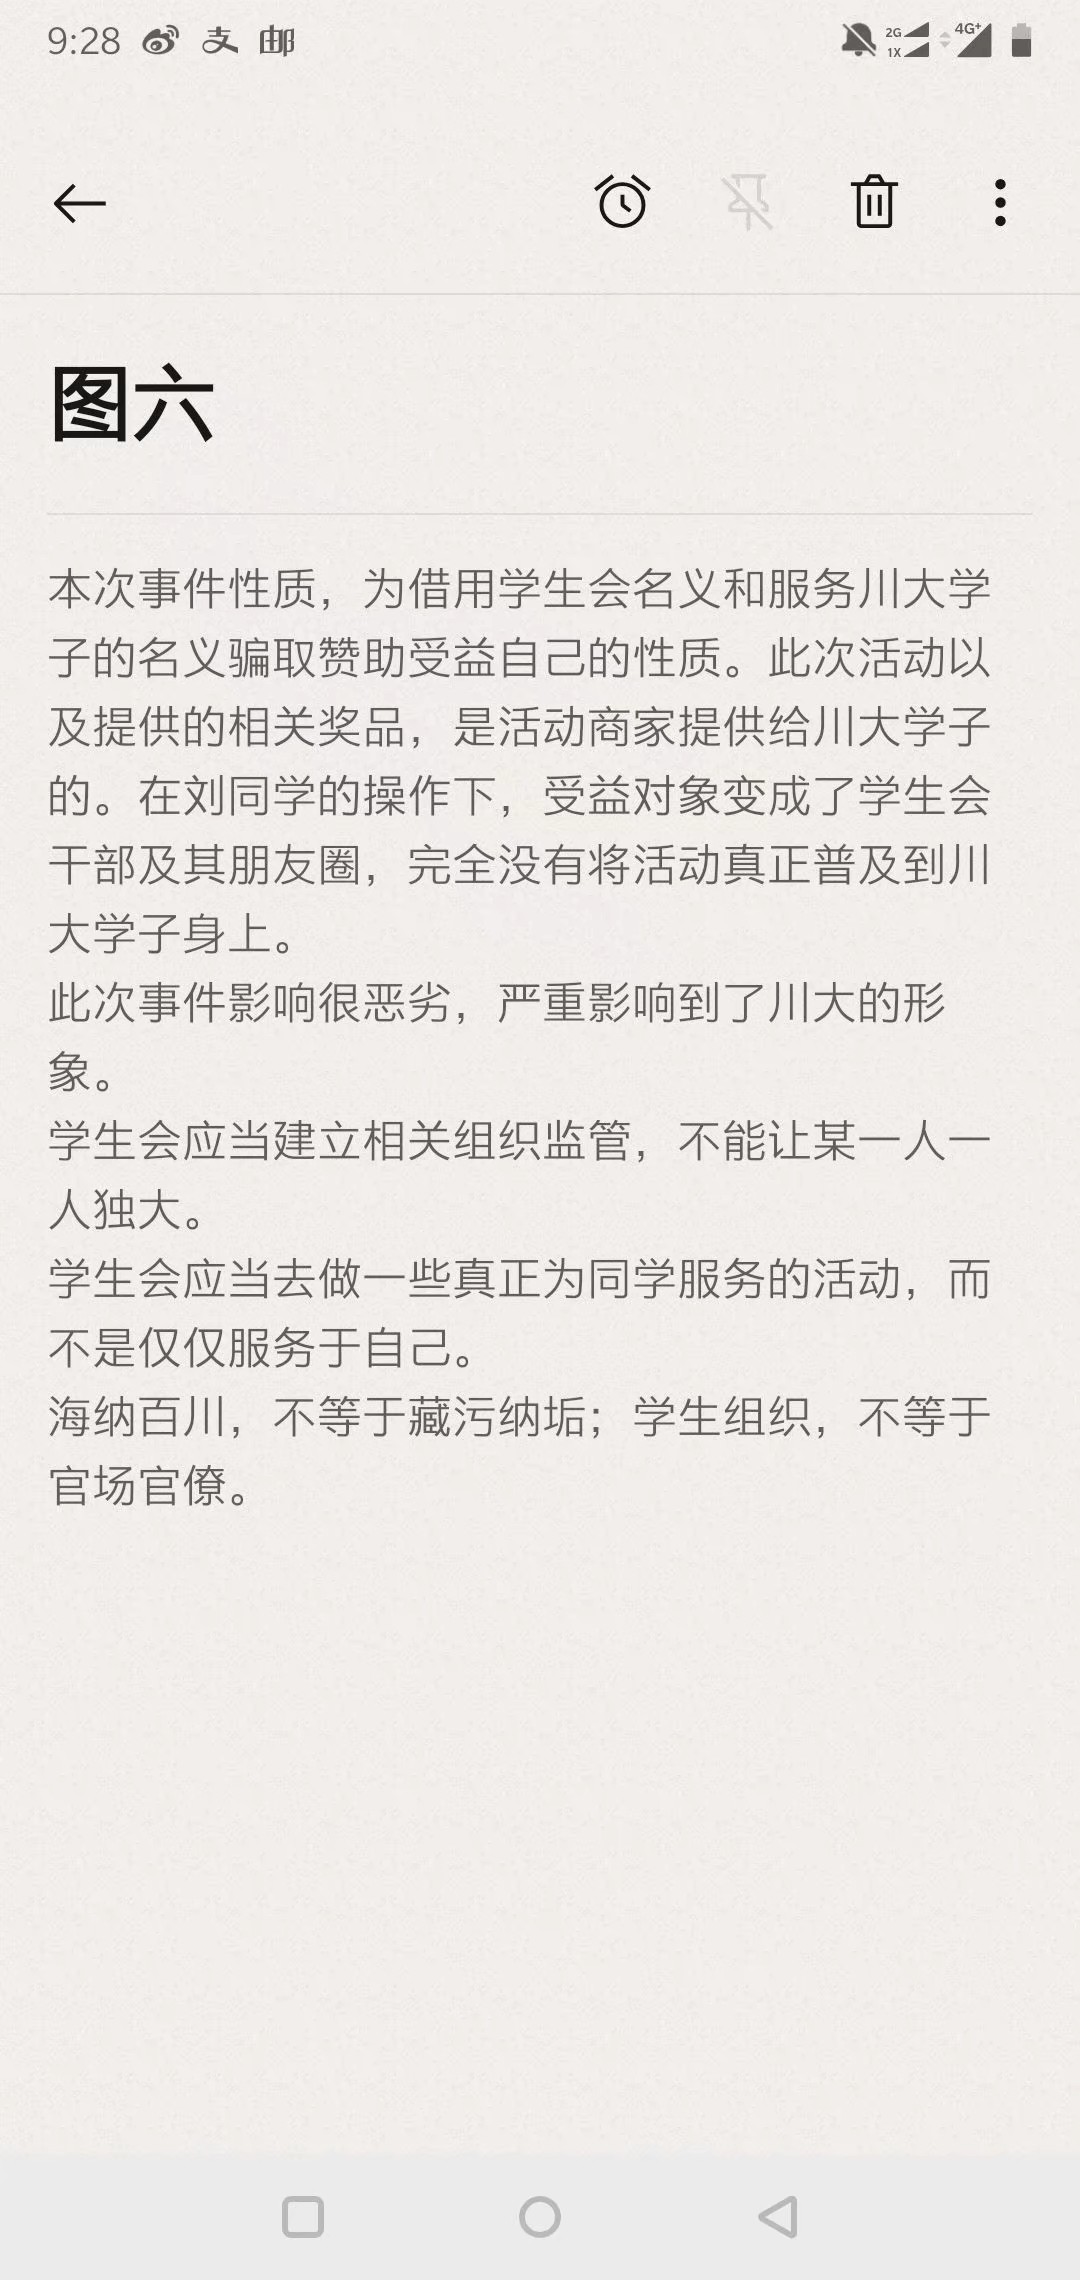 9:28 支 邮 2G 1X 4G+
图六
本次事件性质，为借用学生会名义和服务川大学
子的名义骗取赞助受益自己的性质。此次活动以
及提供的相关奖品，是活动商家提供给川大学子
的。在刘同学的操作下，受益对象变成了学生会
干部及其朋友圈，完全没有将活动真正普及到川
大学子身上。
此次事件影响很恶劣，严重影响到了川大的形
象。
学生会应当建立相关组织监管，不能让某一人一
人独大。
学生会应当去做一些真正为同学服务的活动，而
不是仅仅服务于自己。
海纳百川，不等于藏污纳垢；学生组织，不等于
官场官僚。